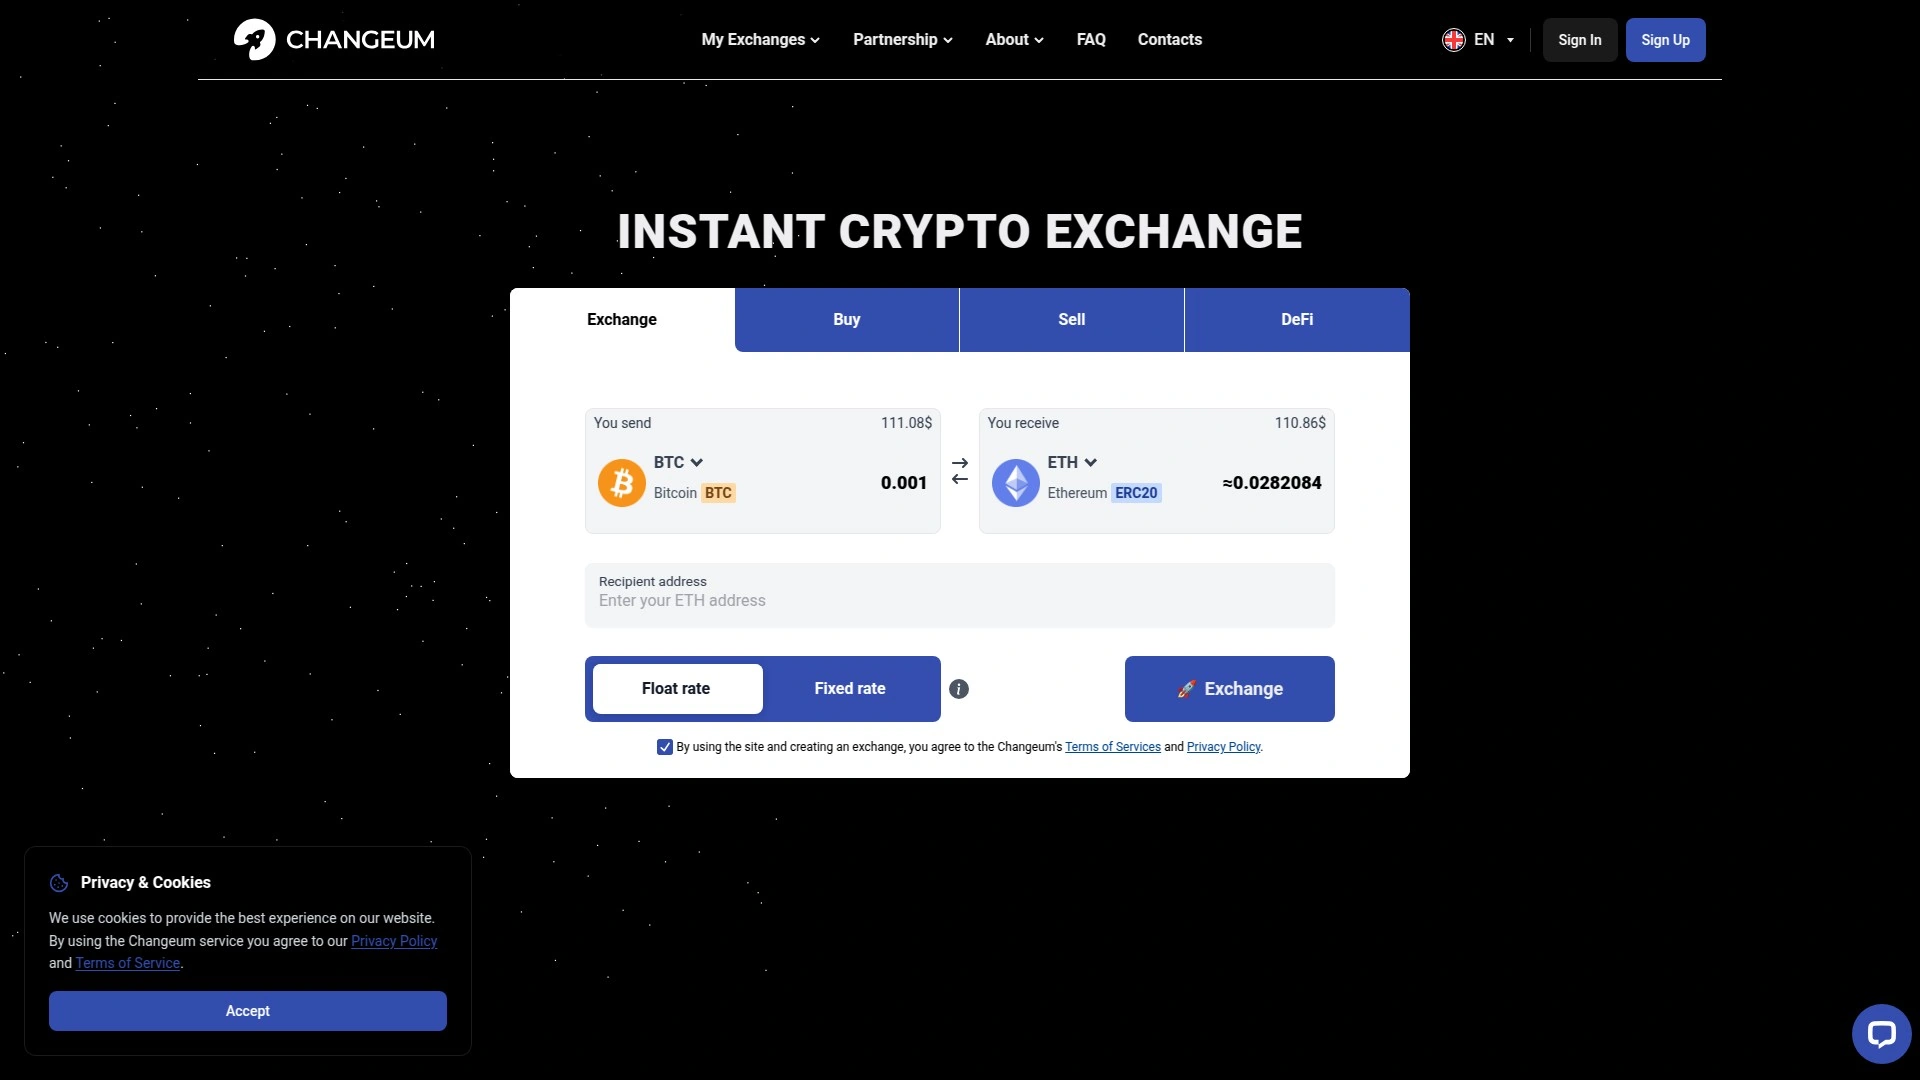 CHANGEUM
My Exchanges
Partnership
About
FAQ
Contacts
EN
Sign In
Sign Up
INSTANT CRYPTO EXCHANGE
Exchange
Buy
Sell
DeFi
You send
111.08$
BTC
Bitcoin BTC
0.001
You receive
110.86$
ETH
Ethereum ERC20
≈0.0282084
Recipient address
Enter your ETH address
Float rate
Fixed rate
i
🚀 Exchange
By using the site and creating an exchange, you agree to the Changeum's Terms of Services and Privacy Policy.
Privacy & Cookies
We use cookies to provide the best experience on our website.
By using the Changeum service you agree to our Privacy Policy
and Terms of Service.
Accept